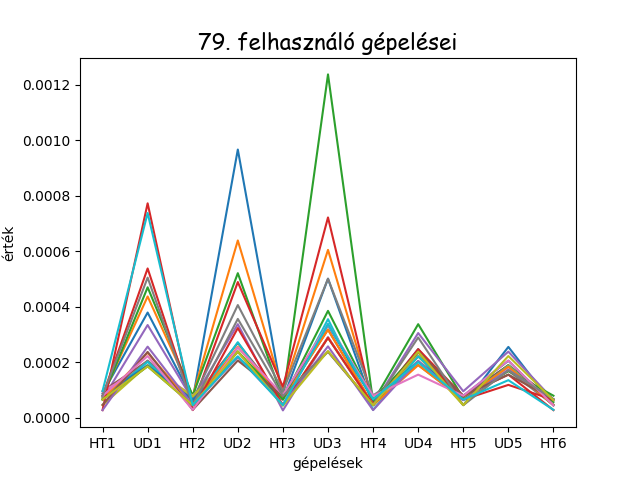 79. felhasználó gépelései
érték
0.0012
0.0010
0.0008
0.0006
0.0004
0.0002
0.0000
HT1 UD1 HT2 UD2 HT3 UD3 HT4 UD4 HT5 UD5 HT6
gépelések